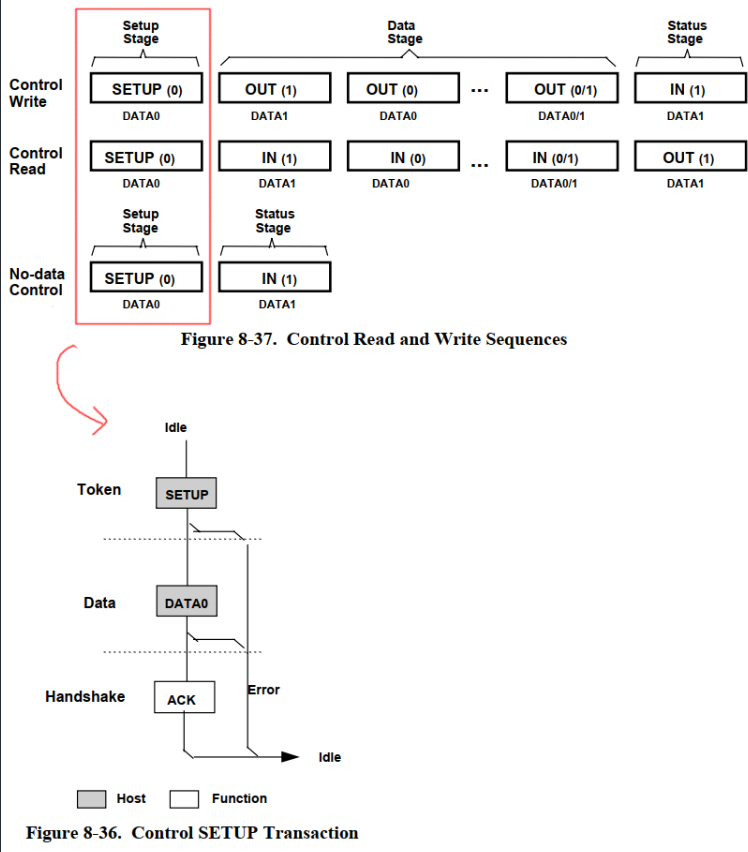 Setup Stage
Data Stage
Status Stage
Control Write
SETUP (0)
OUT (1)
OUT (0)
...
OUT (0/1)
IN (1)
DATA0
DATA1
DATA0
DATA0/1
DATA1
Control Read
SETUP (0)
IN (1)
IN (0)
...
IN (0/1)
OUT (1)
DATA0
DATA1
DATA0
DATA0/1
DATA1
Setup Stage
Status Stage
No-data Control
SETUP (0)
IN (1)
DATA0
DATA1
Figure 8-37. Control Read and Write Sequences
Idle
Token
SETUP
Data
DATA0
Handshake
ACK
Error
Idle
Host
Function
Figure 8-36. Control SETUP Transaction